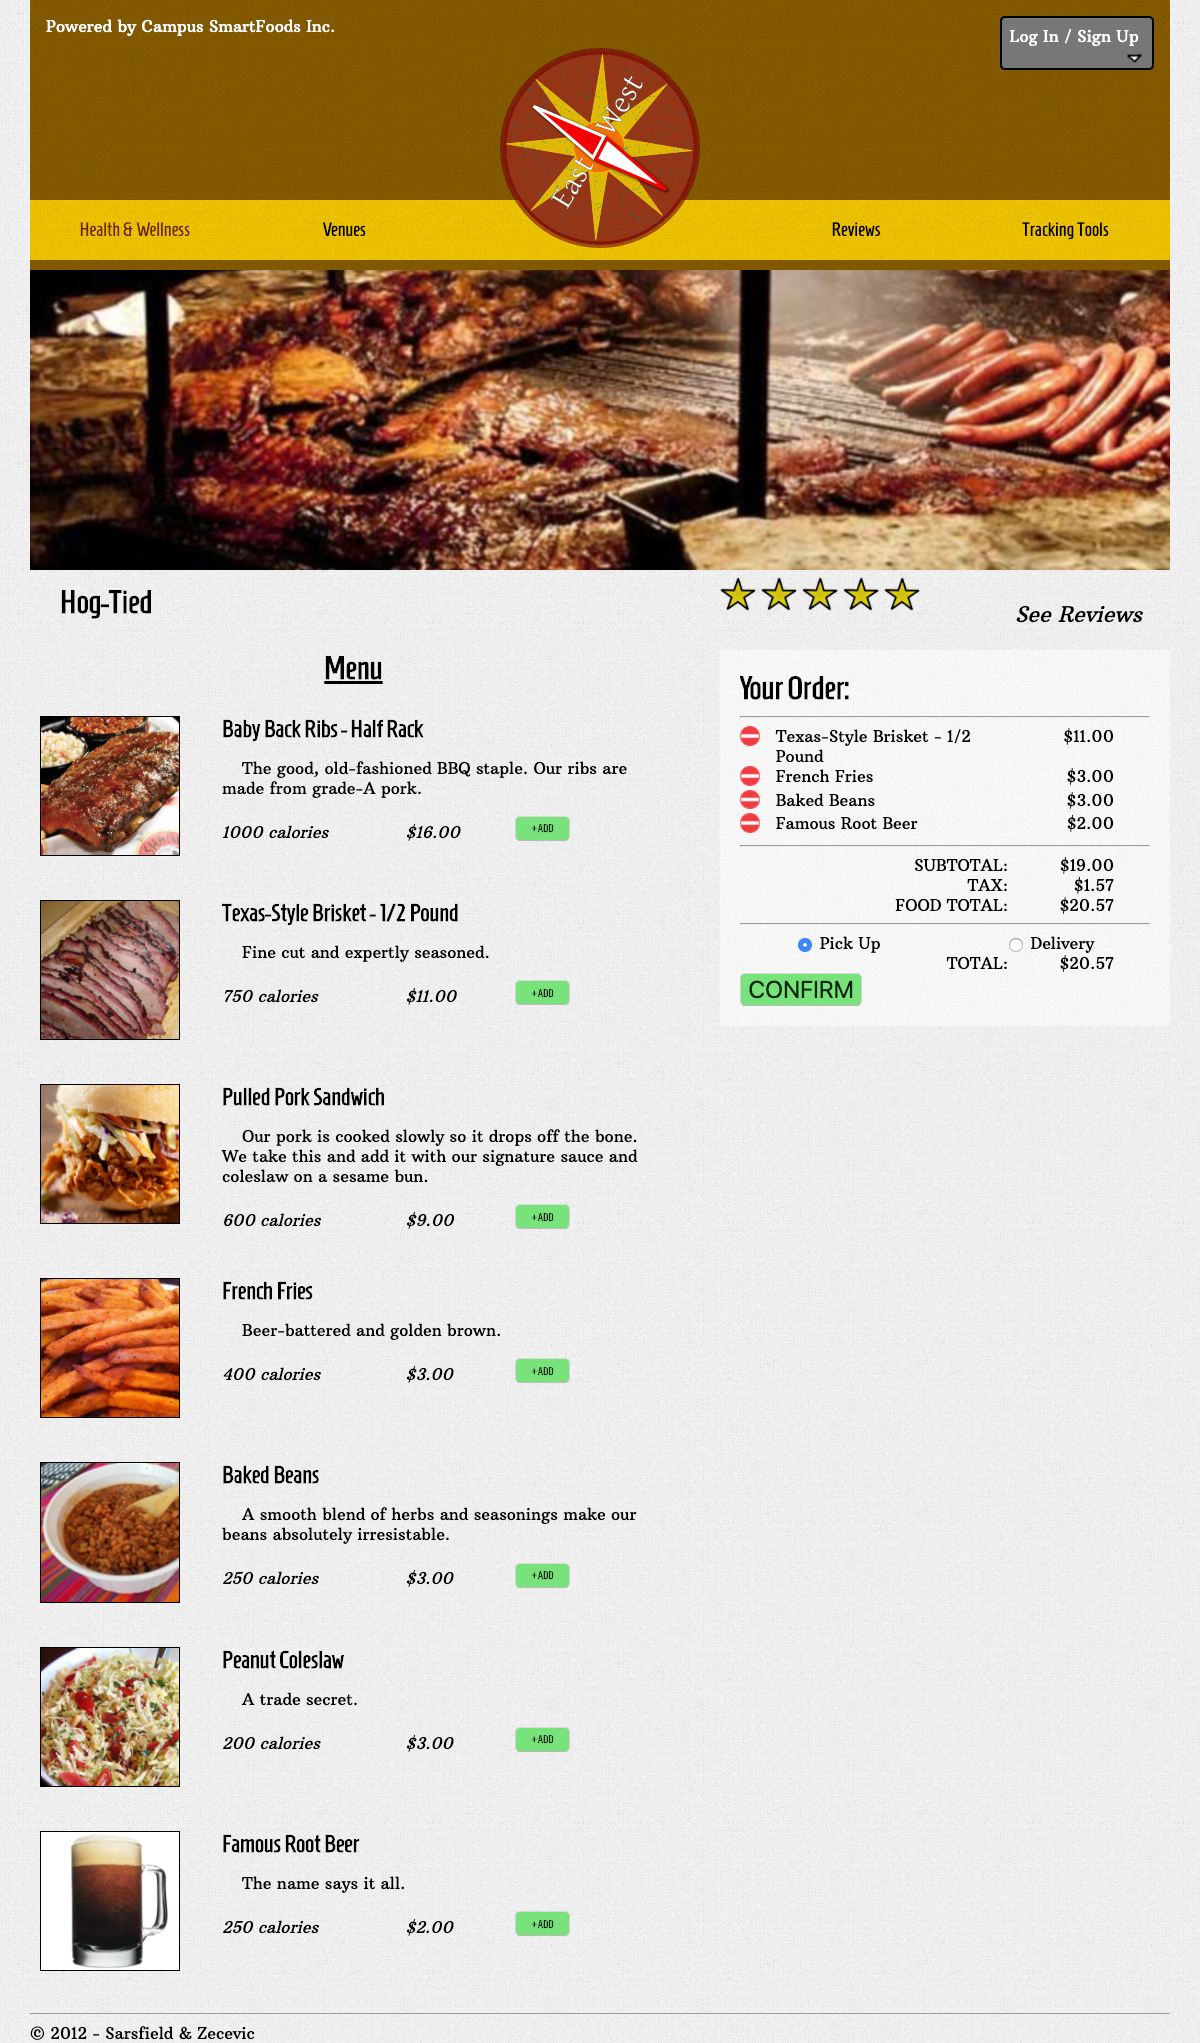 Powered by Campus SmartFoods Inc.
Log In / Sign Up
East West
Health & Wellness
Venues
Reviews
Tracking Tools
Hog-Tied
See Reviews
Menu
Baby Back Ribs - Half Rack
The good, old-fashioned BBQ staple. Our ribs are
made from grade-A pork.
1000 calories $16.00 +ADD
Texas-Style Brisket - 1/2 Pound
Fine cut and expertly seasoned.
750 calories $11.00 +ADD
Pulled Pork Sandwich
Our pork is cooked slowly so it drops off the bone.
We take this and add it with our signature sauce and
coleslaw on a sesame bun.
600 calories $9.00 +ADD
French Fries
Beer-battered and golden brown.
400 calories $3.00 +ADD
Baked Beans
A smooth blend of herbs and seasonings make our
beans absolutely irresistable.
250 calories $3.00 +ADD
Peanut Coleslaw
A trade secret.
200 calories $3.00 +ADD
Famous Root Beer
The name says it all.
250 calories $2.00 +ADD
Your Order:
Texas-Style Brisket - 1/2 $11.00
Pound
French Fries $3.00
Baked Beans $3.00
Famous Root Beer $2.00
SUBTOTAL: $19.00
TAX: $1.57
FOOD TOTAL: $20.57
Pick Up Delivery
TOTAL: $20.57
CONFIRM
© 2012 - Sarsfield & Zecevic